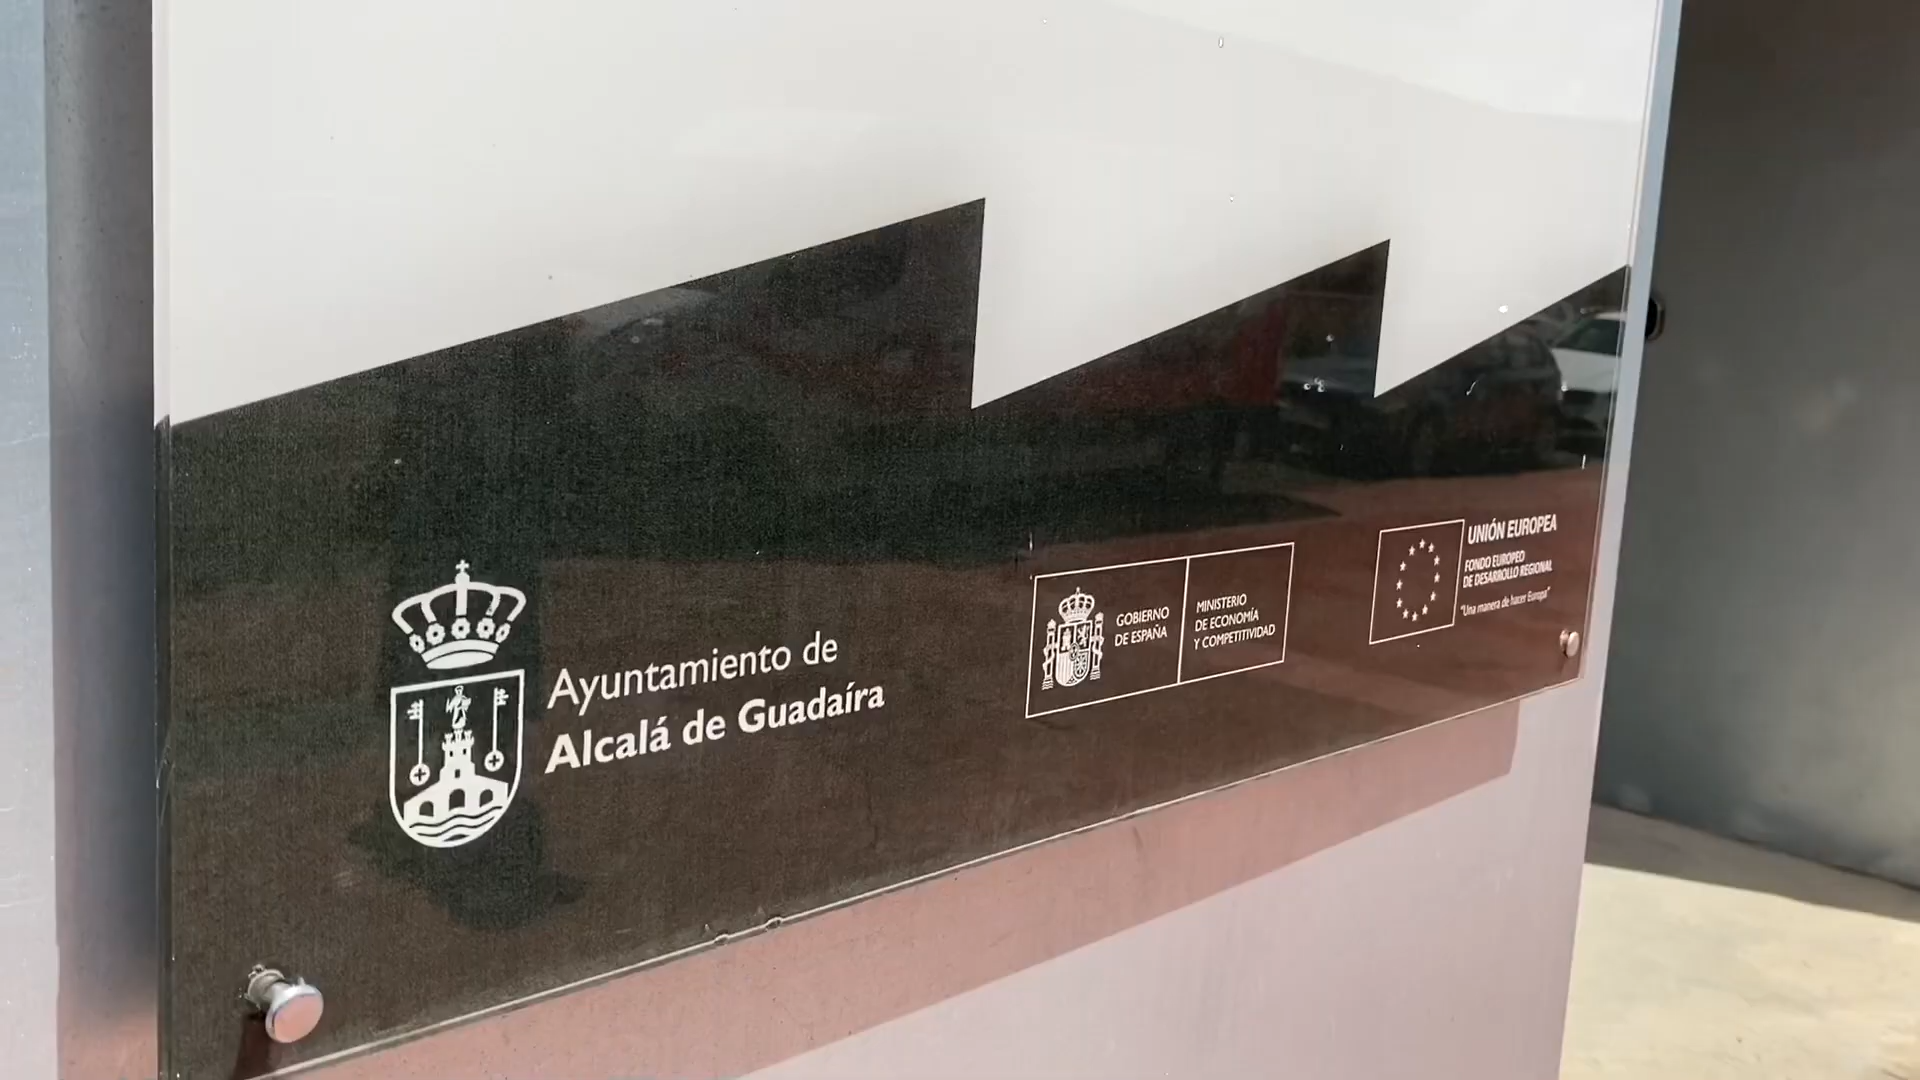 Ayuntamiento de
Alcalá de Guadaíra
GOBIERNO
DE ESPAÑA
MINISTERIO
DE ECONOMÍA
Y COMPETITIVIDAD
UNIÓN EUROPEA
FONDO EUROPEO
DE DESARROLLO REGIONAL
"Una manera de hacer Europa"